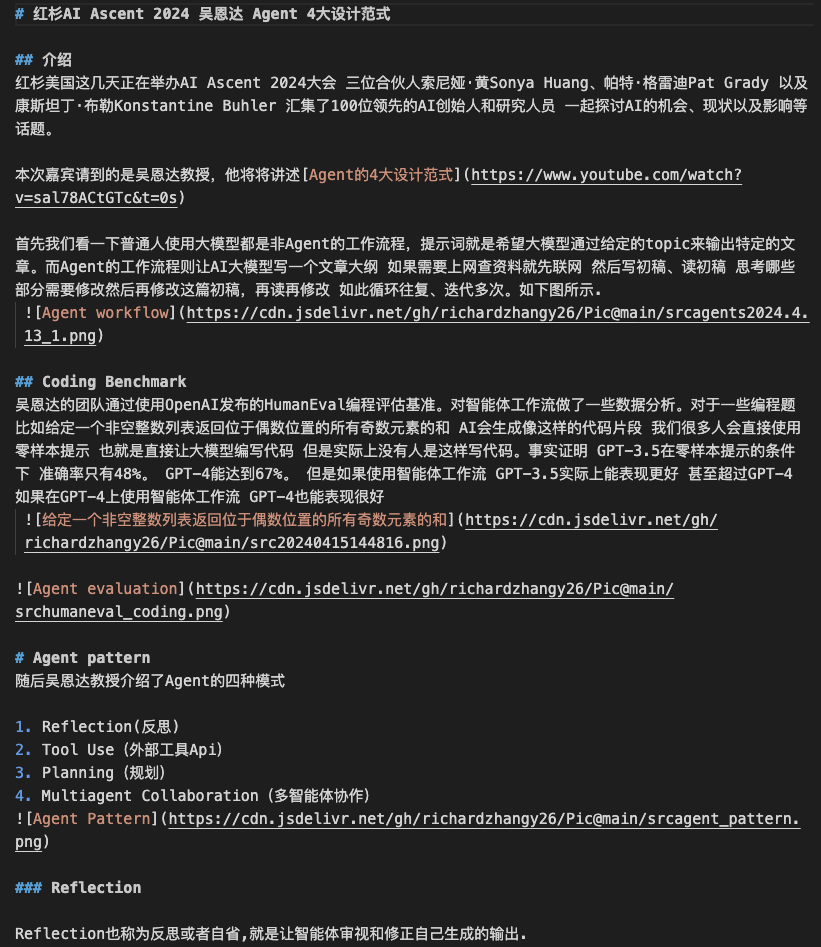 # 红杉AI Ascent 2024 吴恩达 Agent 4大设计范式
## 介绍
红杉美国这几天正在举办AI Ascent 2024大会 三位合伙人索尼娅·黄Sonya Huang、帕特·格雷迪Pat Grady 以及
康斯坦丁·布勒Konstantine Buhler 汇集了100位领先的AI创始人和研究人员 一起探讨AI的机会、现状以及影响等
话题。
本次嘉宾请到的是吴恩达教授，他将将讲述[Agent的4大设计范式](https://www.youtube.com/watch?
v=sal78ACtGTc&t=0s)
首先我们看一下普通人使用大模型都是非Agent的工作流程，提示词就是希望大模型通过给定的topic来输出特定的文
章。而Agent的工作流程则让AI大模型写一个文章大纲 如果需要上网查资料就先联网 然后写初稿、读初稿 思考哪些
部分需要修改然后再修改这篇初稿，再读再修改 如此循环往复、迭代多次。如下图所示.
![Agent workflow](https://cdn.jsdelivr.net/gh/richardzhangy26/Pic@main/srcagents2024.4.
13_1.png)
## Coding Benchmark
吴恩达的团队通过使用OpenAI发布的HumanEval编程评估基准。对智能体工作流做了一些数据分析。对于一些编程题
比如给定一个非空整数列表返回位于偶数位置的所有奇数元素的和 AI会生成像这样的代码片段 我们很多人会直接使用
零样本提示 也就是直接让大模型编写代码 但是实际上没有人是这样写代码。事实证明 GPT-3.5在零样本提示的条件
下 准确率只有48%。 GPT-4能达到67%。 但是如果使用智能体工作流 GPT-3.5实际上能表现更好 甚至超过GPT-4
如果在GPT-4上使用智能体工作流 GPT-4也能表现很好
![给定一个非空整数列表返回位于偶数位置的所有奇数元素的和](https://cdn.jsdelivr.net/gh/
richardzhangy26/Pic@main/src20240415144816.png)
![Agent evaluation](https://cdn.jsdelivr.net/gh/richardzhangy26/Pic@main/
srchumaneval_coding.png)
# Agent pattern
随后吴恩达教授介绍了Agent的四种模式
1. Reflection(反思)
2. Tool Use（外部工具Api）
3. Planning（规划）
4. Multiagent Collaboration（多智能体协作）
![Agent Pattern](https://cdn.jsdelivr.net/gh/richardzhangy26/Pic@main/srcagent_pattern.
png)
### Reflection
Reflection也称为反思或者自省,就是让智能体审视和修正自己生成的输出.